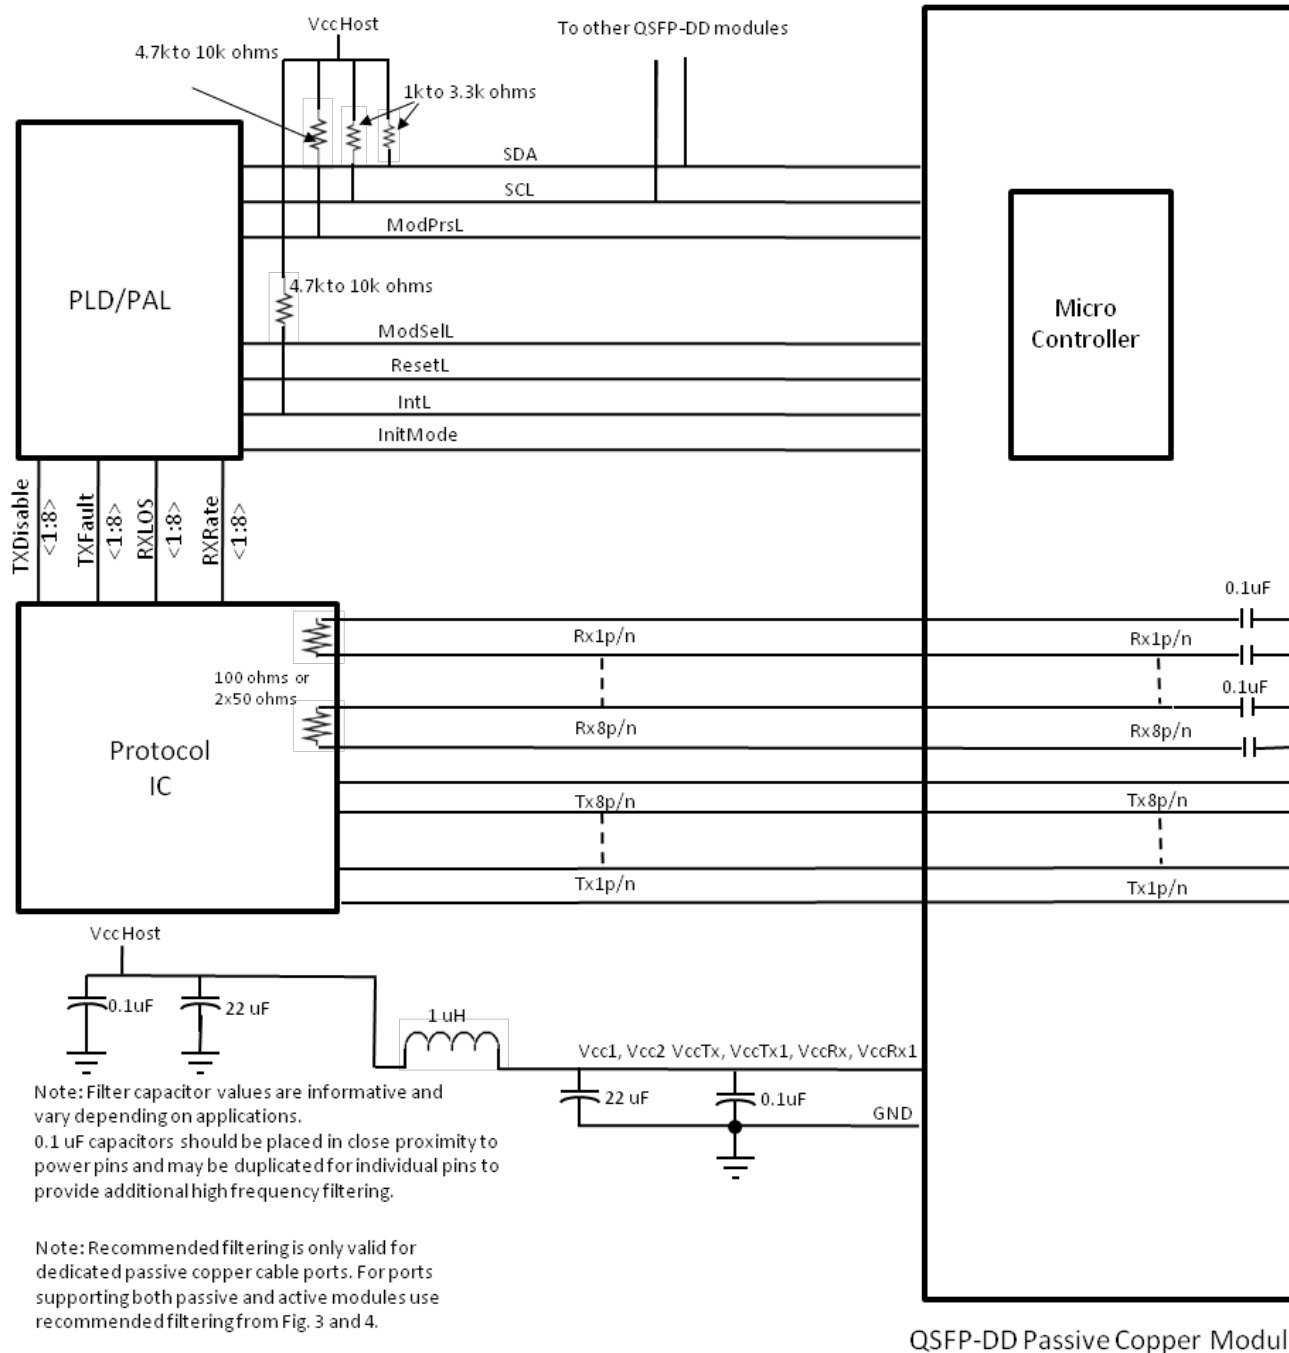 Vcc Host
To other QSFP-DD modules
4.7k to 10k ohms
1k to 3.3k ohms
SDA
SCL
ModPrsL
PLD/PAL
4.7k to 10k ohms
Micro
Controller
ModSelL
ResetL
IntL
InitMode
TXDisable
<1:8>
TXFault
<1:8>
RXLOS
<1:8>
RXRate
<1:8>
0.1uF
Rx1p/n
Rx1p/n
100 ohms or
2x50 ohms
0.1uF
Rx8p/n
Rx8p/n
Protocol
IC
Tx8p/n
Tx8p/n
Tx1p/n
Tx1p/n
Vcc Host
0.1uF
22 uF
1 uH
Vcc1, Vcc2 VccTx, VccTx1, VccRx, VccRx1
22 uF
0.1uF
GND
Note: Filter capacitor values are informative and
vary depending on applications.
0.1 uF capacitors should be placed in close proximity to
power pins and may be duplicated for individual pins to
provide additional high frequency filtering.
Note: Recommended filtering is only valid for
dedicated passive copper cable ports. For ports
supporting both passive and active modules use
recommended filtering from Fig. 3 and 4.
QSFP-DD Passive Copper Modul